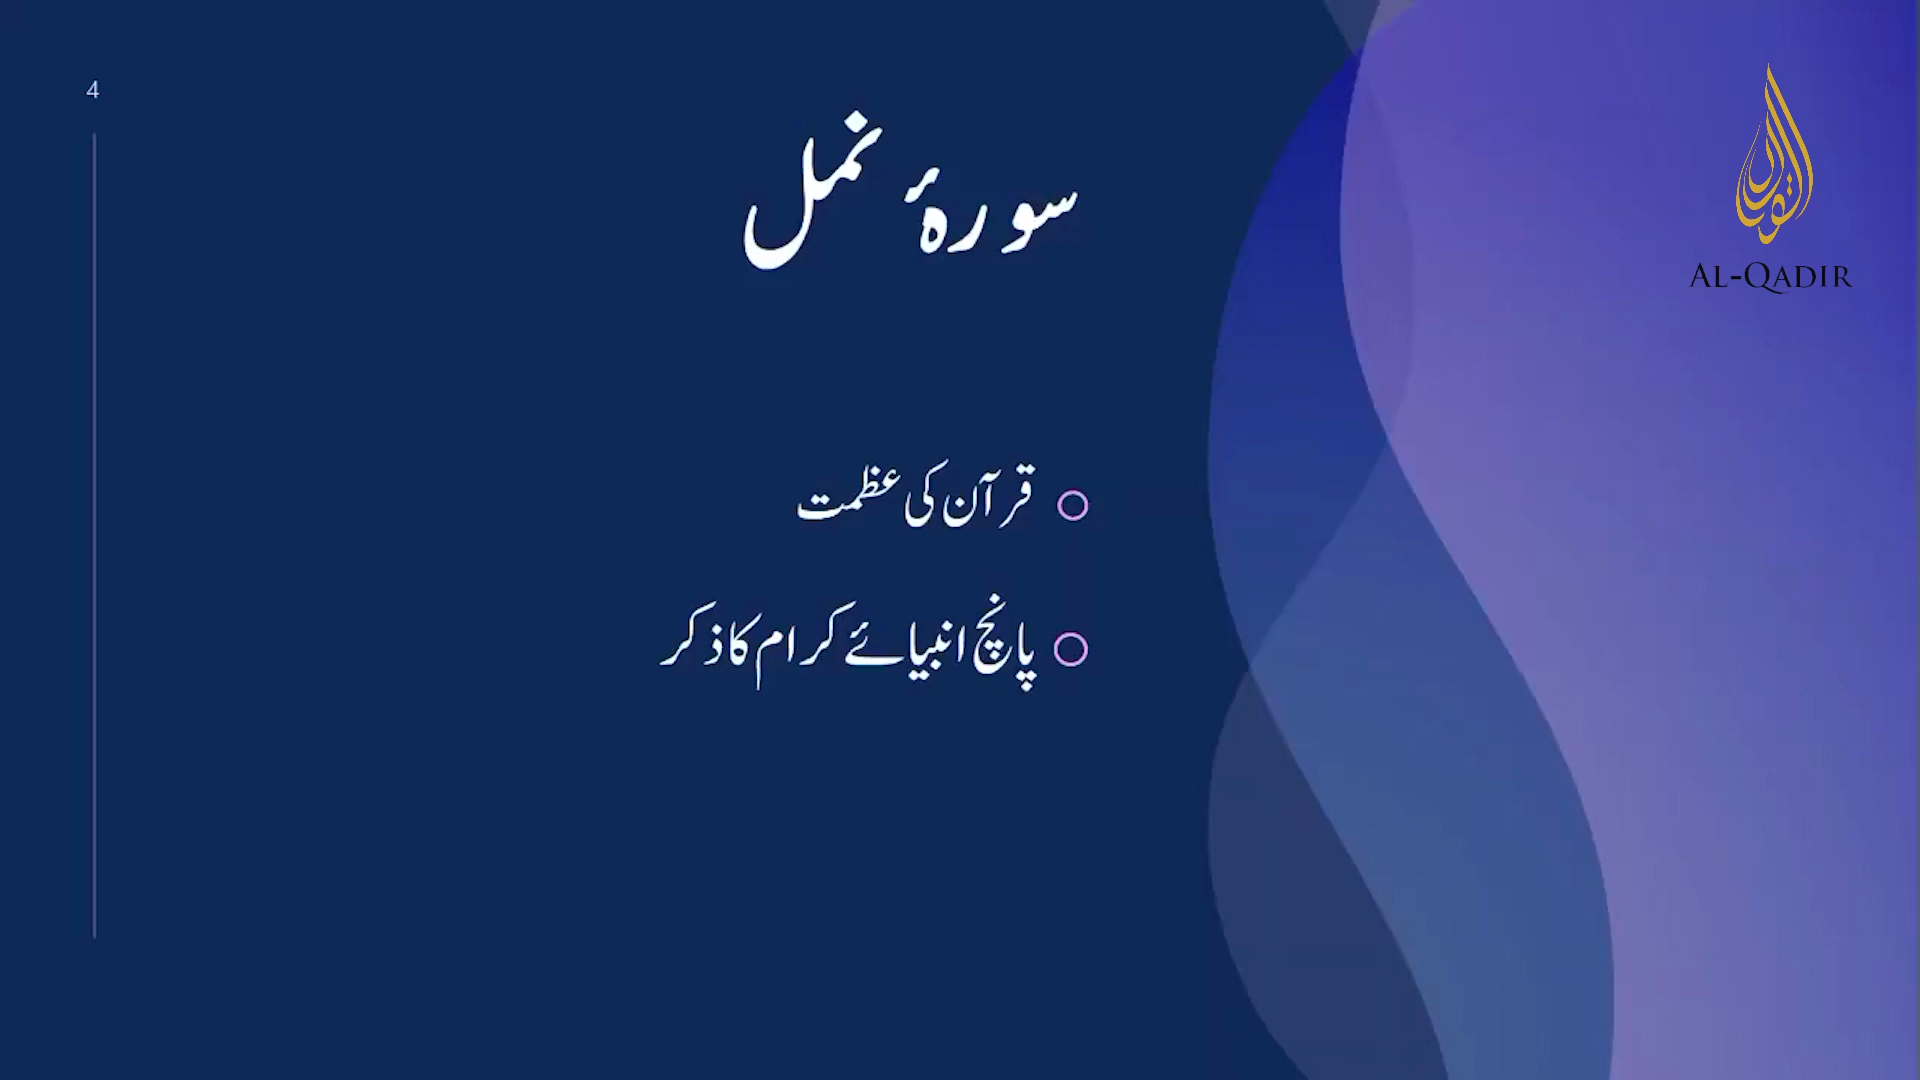 4
سورۂ نمل
قرآن کی عظمت
پانچ انبیائے کرام کا ذکر
AL-QADIR